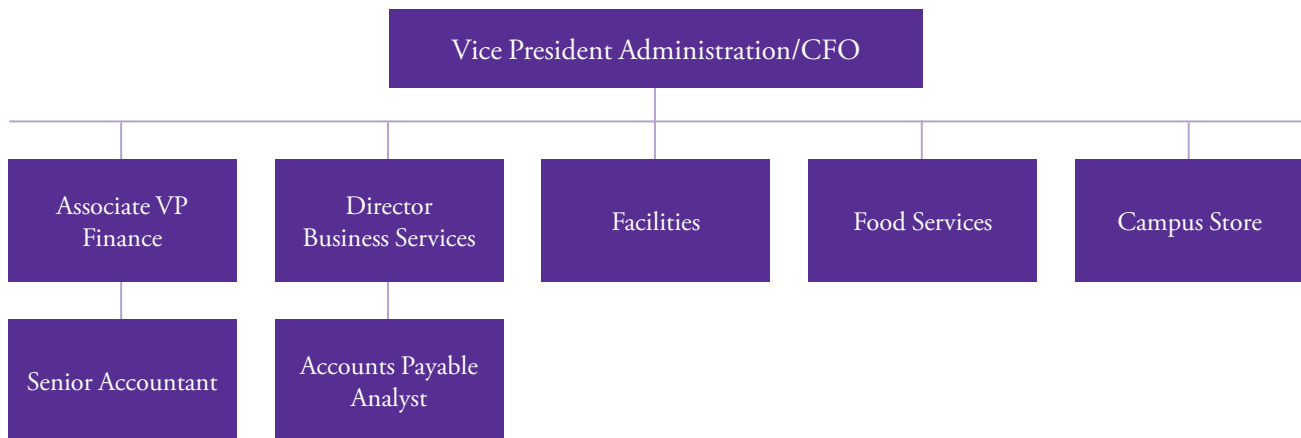 Vice President Administration/CFO
Associate VP
Finance
Director
Business Services
Facilities
Food Services
Campus Store
Senior Accountant
Accounts Payable
Analyst